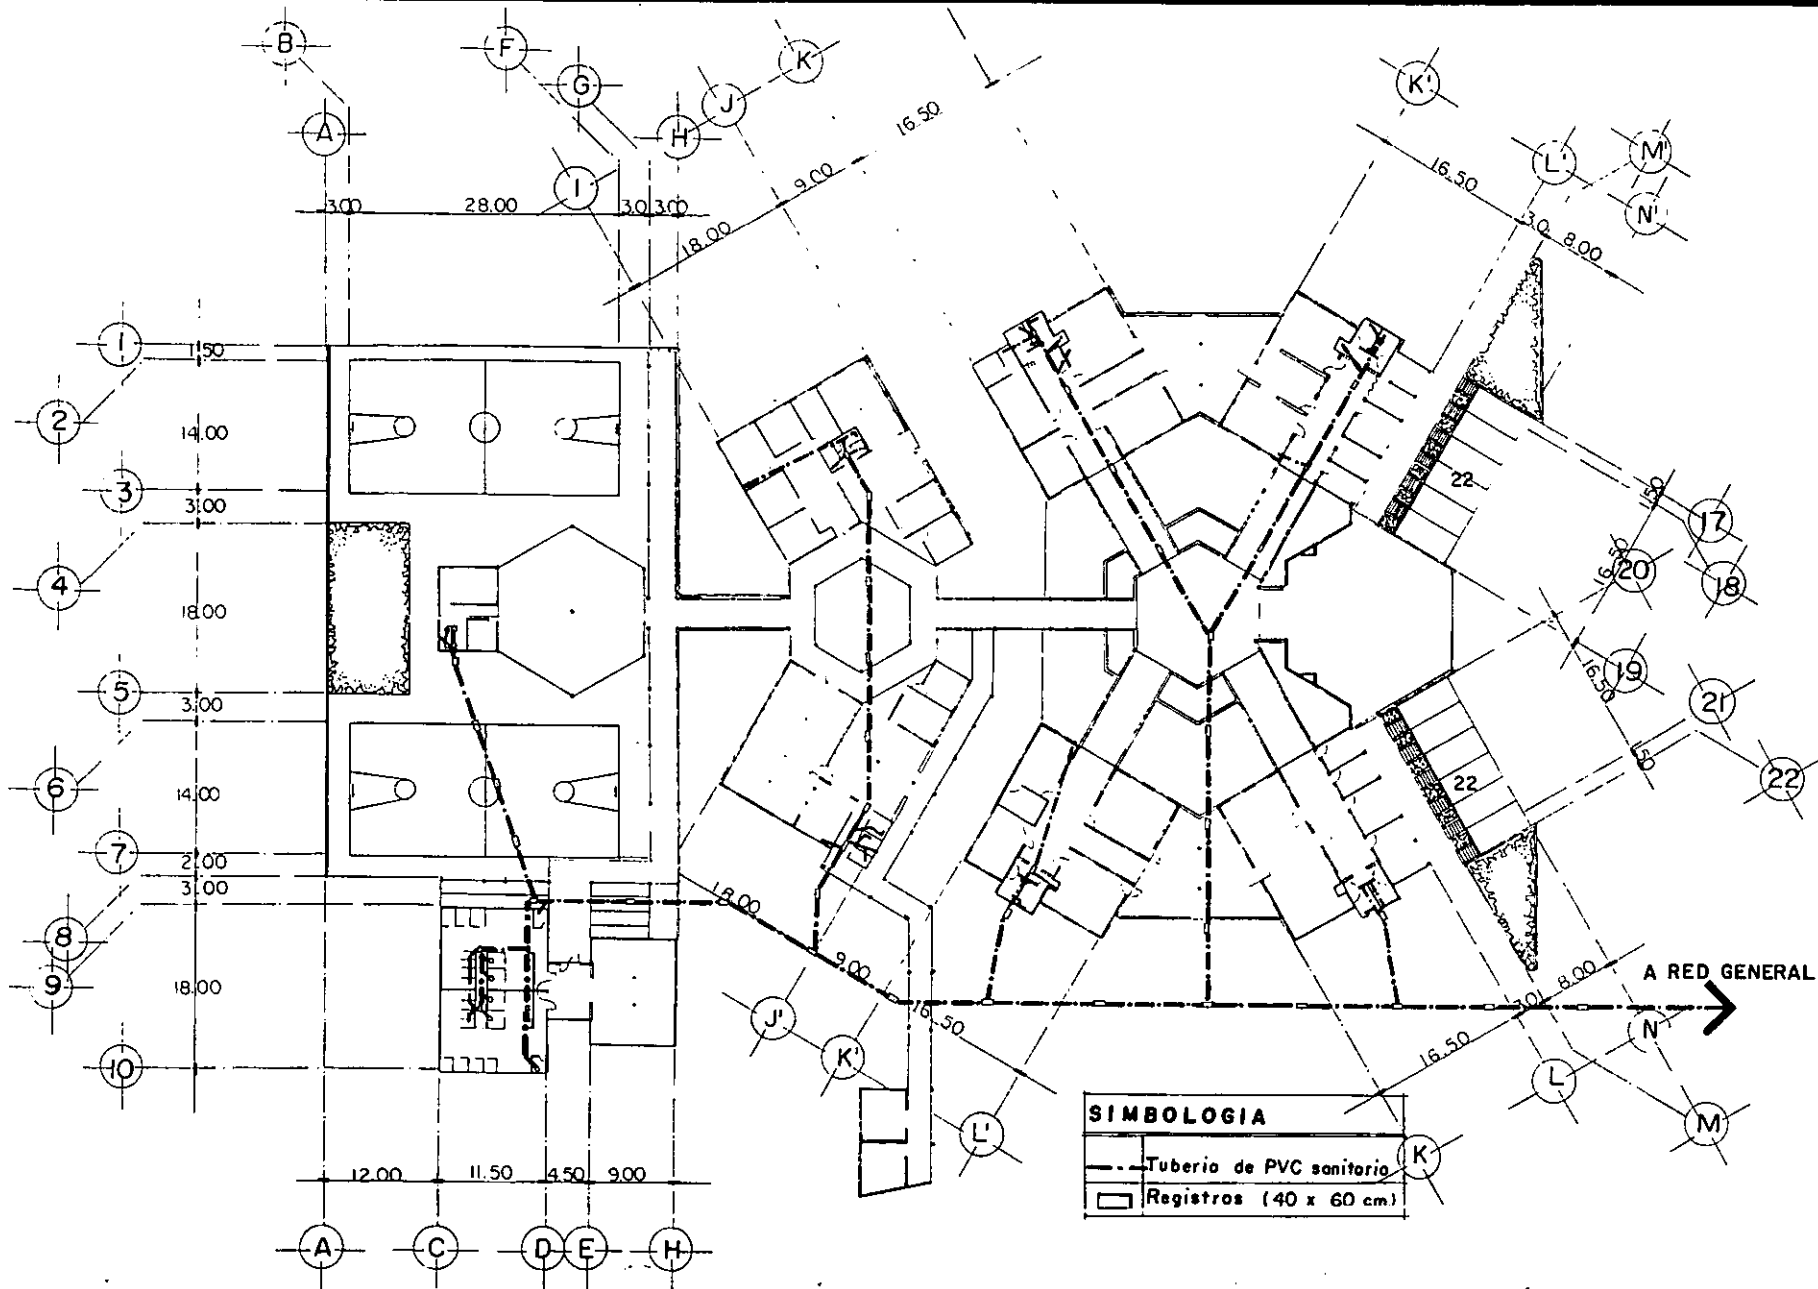 B
F
G
K
J
H
A
I
K'
L'
M'
N'
16.50
9.00
18.00
3.00
28.00
3.0
3.00
16.50
3.0
8.00
1
1.50
2
14.00
3
3.00
4
18.00
5
3.00
6
14.00
7
2.00
3.00
8
9
18.00
10
22
1.50
17
16.50
20
18
19
16.50
21
1.50
22
22
18.00
9.00
16.50
J'
K'
L'
A RED GENERAL
3.0
8.00
16.50
N
L
M
K
SIMBOLOGIA
Tuberia de PVC sanitario
Registros (40 x 60 cm.)
12.00
11.50
4.50
9.00
A
C
D
E
H